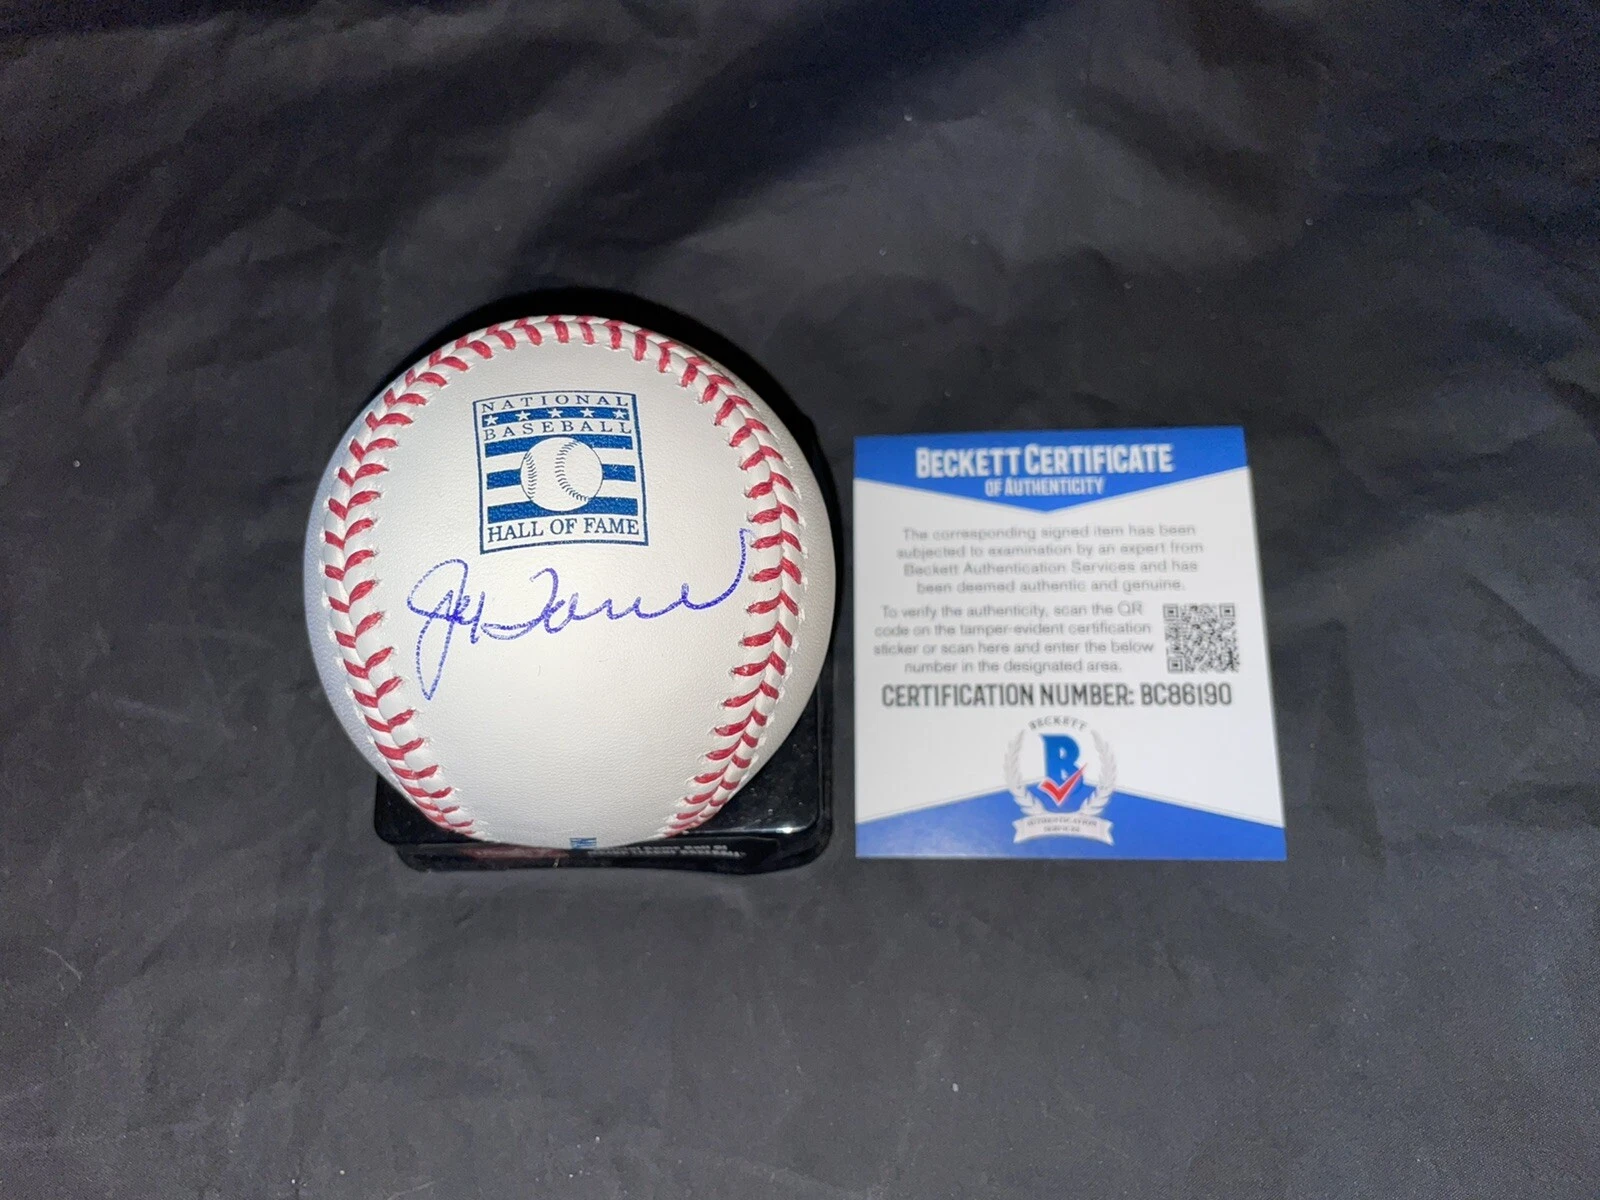 NATIONAL
BASEBALL
HALL OF FAME
BECKETT CERTIFICATE
OF AUTHENTICITY
The corresponding signed item has been
subjected to examination by an expert from
Beckett Authentication Services and has
been deemed authentic and genuine.
To verify the authenticity, scan the QR
code on the tamper-evident certification
sticker or scan here and enter the below
number in the designated area.
CERTIFICATION NUMBER: BC86190
BECKETT
B
AUTHENTICATION
SERVICES